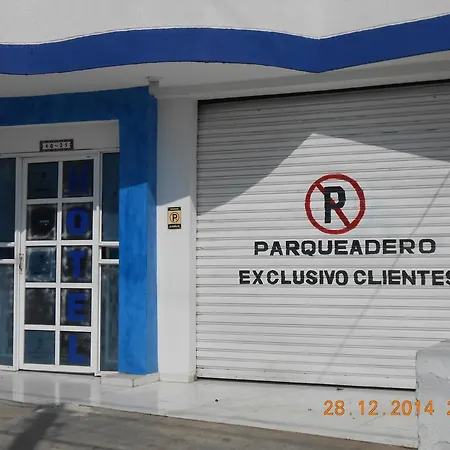 HOTEL
P
PARQUEADERO
EXCLUSIVO CLIENTES
P
28.12.2014